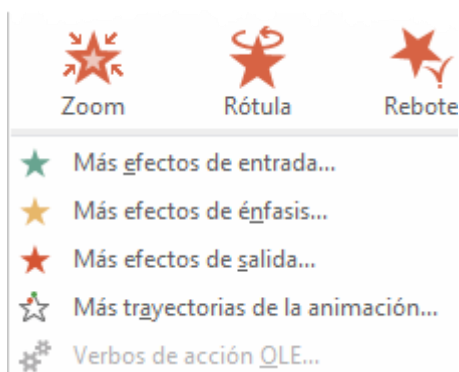 Zoom Rótula Rebote
Más efectos de entrada...
Más efectos de énfasis...
Más efectos de salida...
Más trayectorias de la animación...
Verbos de acción OLE...